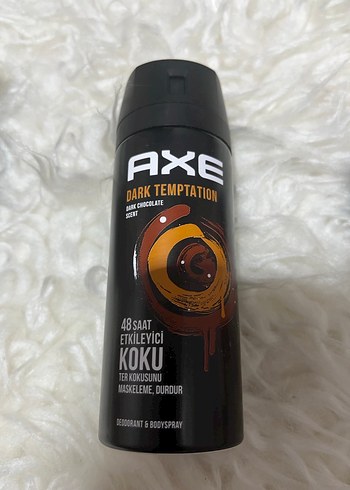 AXE
DARK TEMPTATION
DARK CHOCOLATE
SCENT
48 SAAT
ETKİLEYİCİ
KOKU
TER KOKUSUNU
MASKELEME, DURDUR
DEODORANT & BODYSPRAY